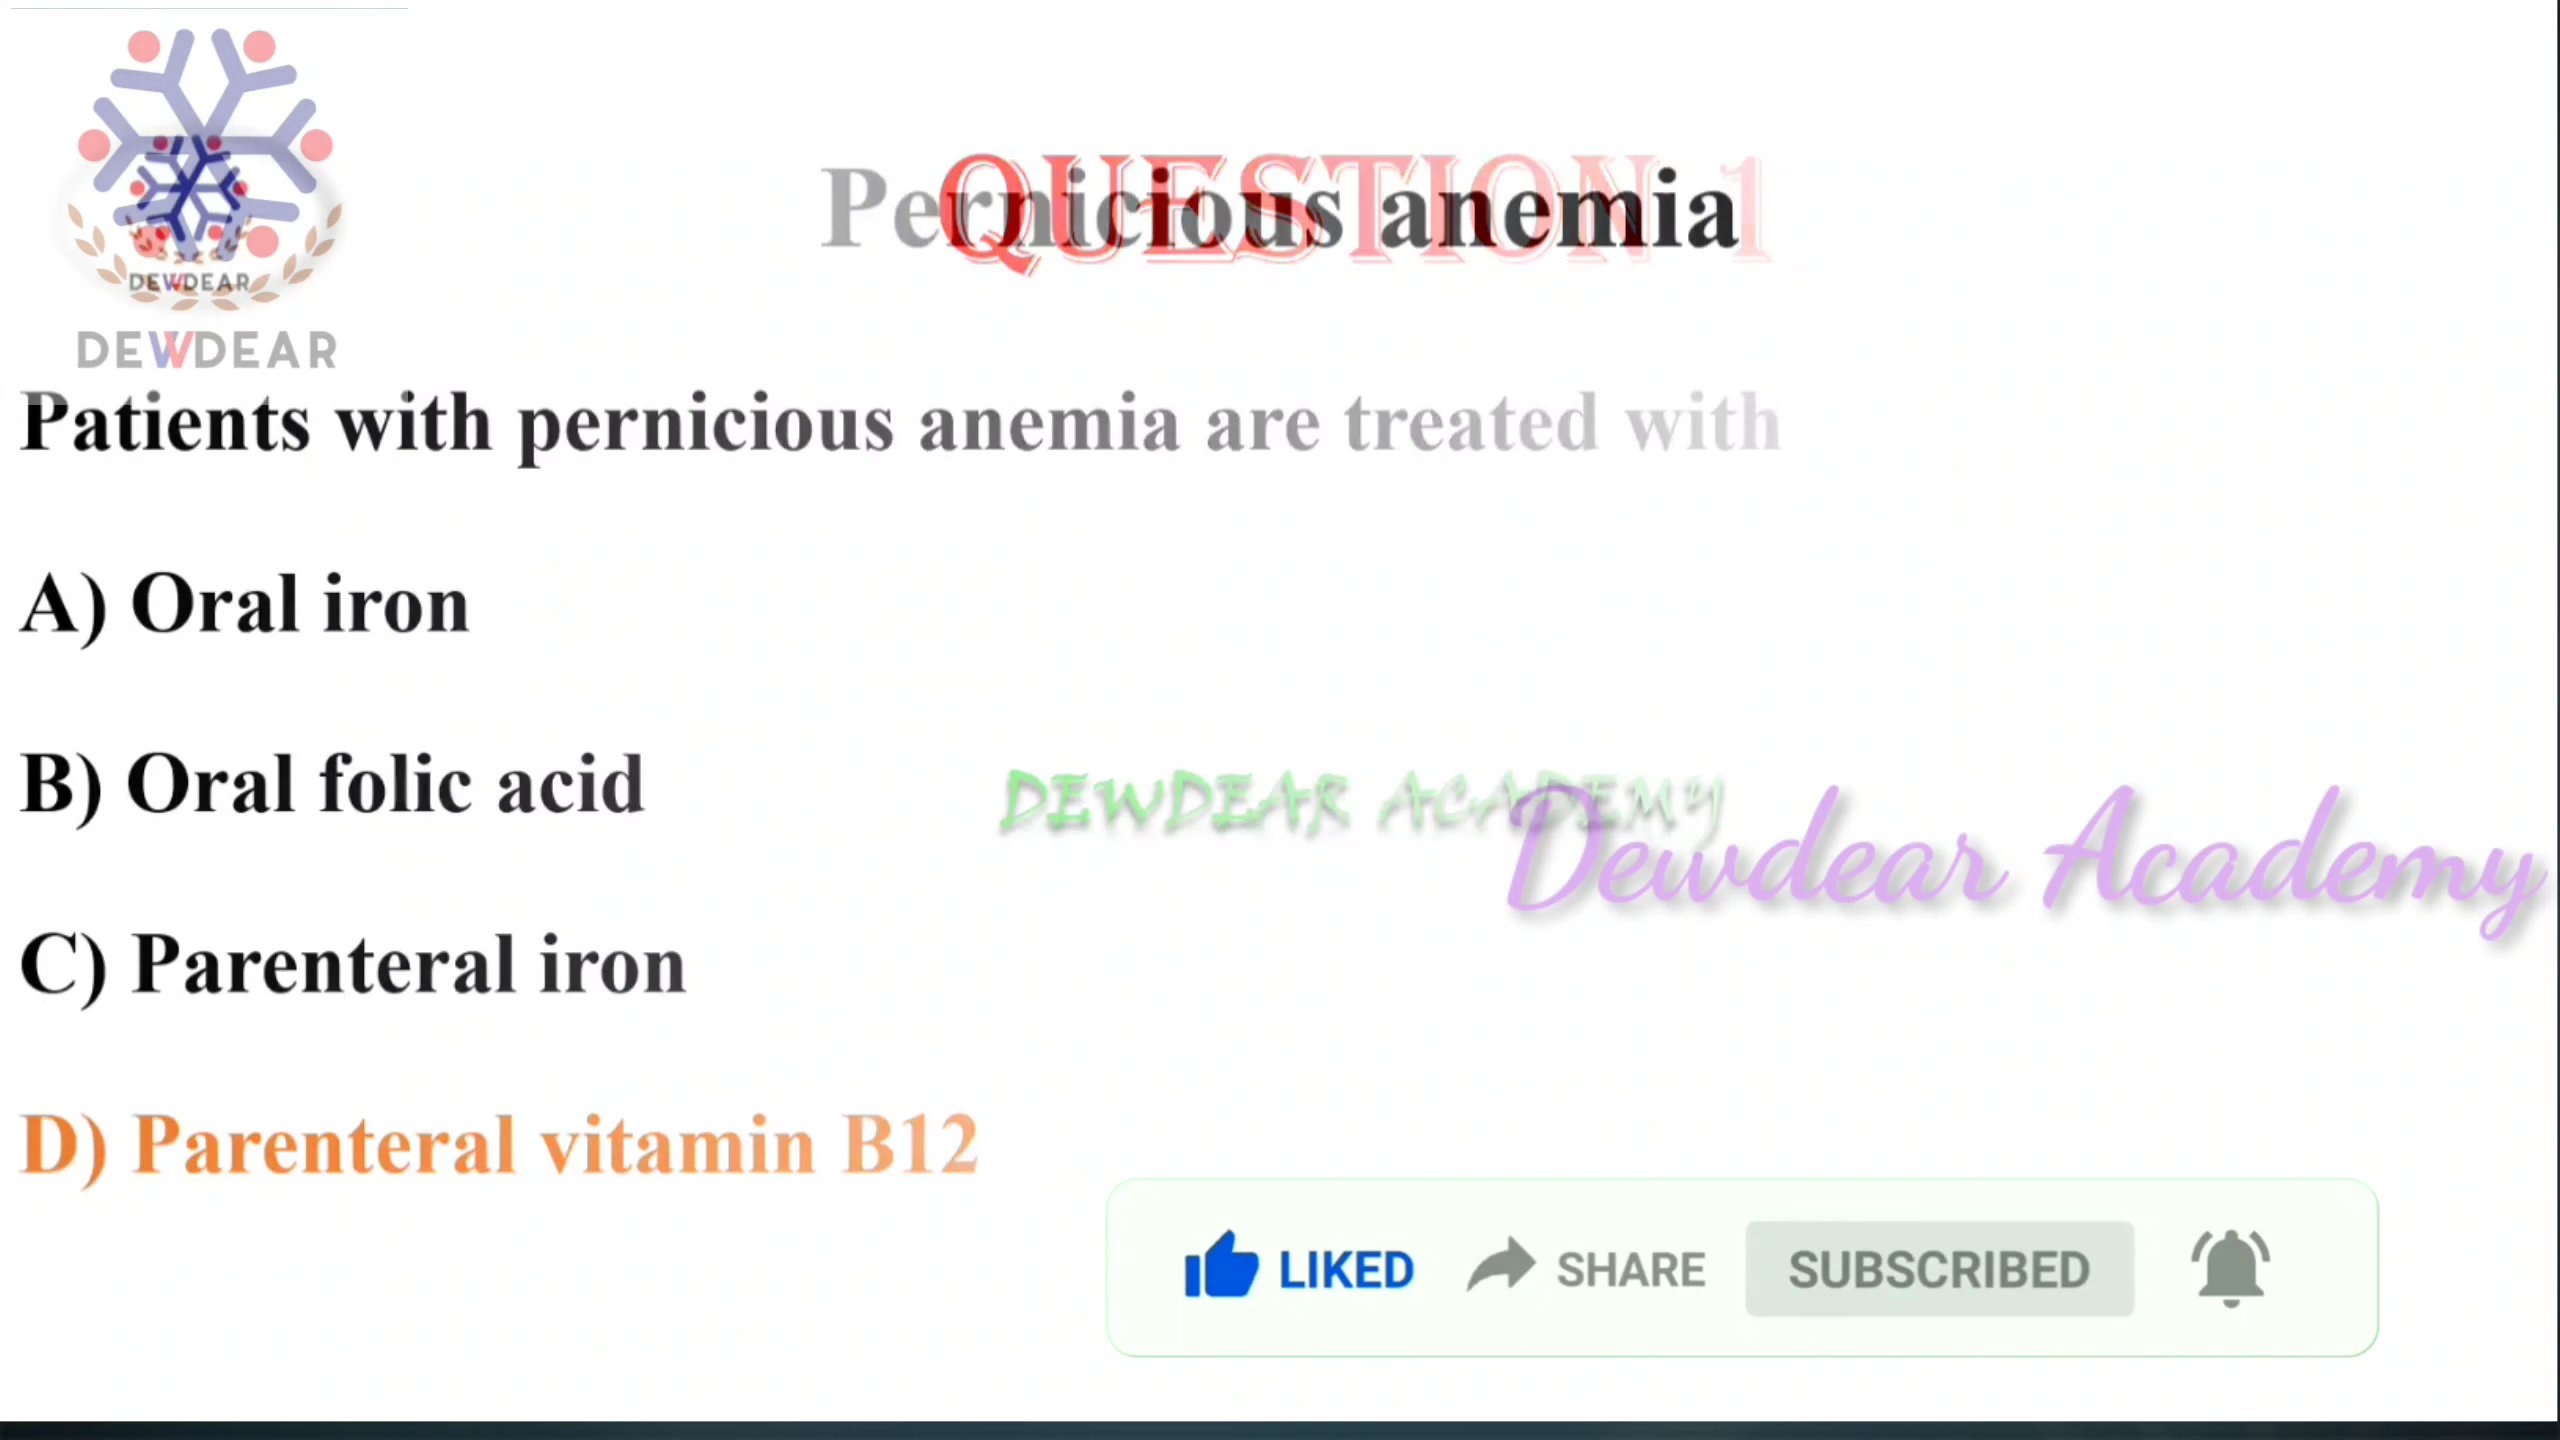 DEWDEAR
DEWDEAR
Pernicious anemia
QUESTION 1
Patients with pernicious anemia are treated with
A) Oral iron
B) Oral folic acid
C) Parenteral iron
D) Parenteral vitamin B12
DEWDEAR ACADEMY
Dewdear Academy
LIKED SHARE SUBSCRIBED